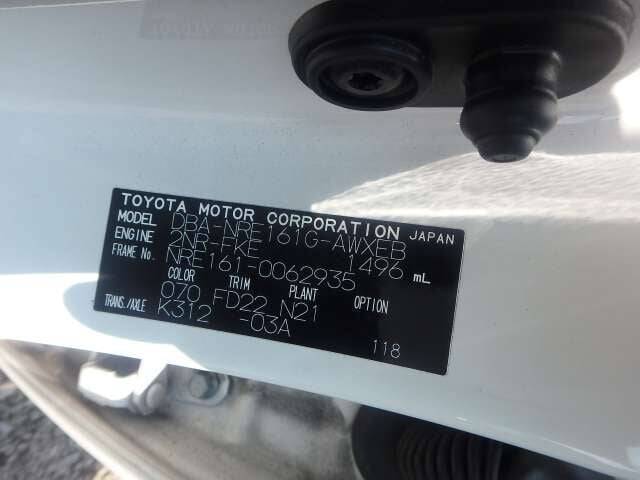 TOYOTA MOTOR CORPORATION JAPAN
MODEL DBA-NRE161G-AWXEB
ENGINE 2NR-FKE 1496 mL
FRAME No. NRE161-0062935
COLOR TRIM PLANT OPTION
070 FD22 N21
TRANS./AXLE K312 -03A
118